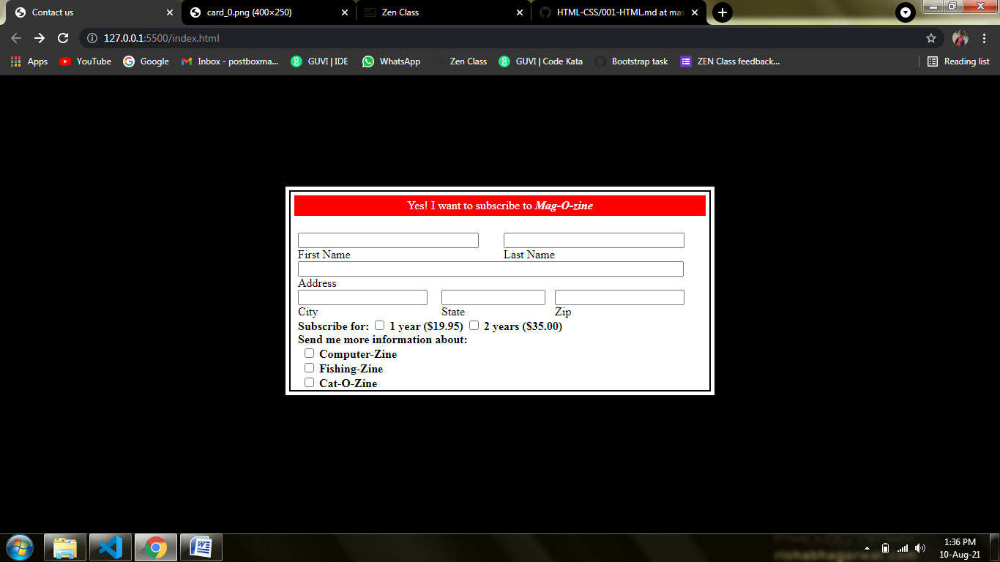 Contact us
card_0.png (400×250)
Zen Class
HTML-CSS/001-HTML.md at mas
127.0.0.1:5500/index.html
Apps
YouTube
Google
Inbox - postboxma...
GUVI | IDE
WhatsApp
Zen Class
GUVI | Code Kata
Bootstrap task
ZEN Class feedback...
Reading list
Yes! I want to subscribe to Mag-O-zine
First Name Last Name
Address
City State Zip
Subscribe for: 1 year ($19.95) 2 years ($35.00)
Send me more information about:
Computer-Zine
Fishing-Zine
Cat-O-Zine
1:36 PM
10-Aug-21